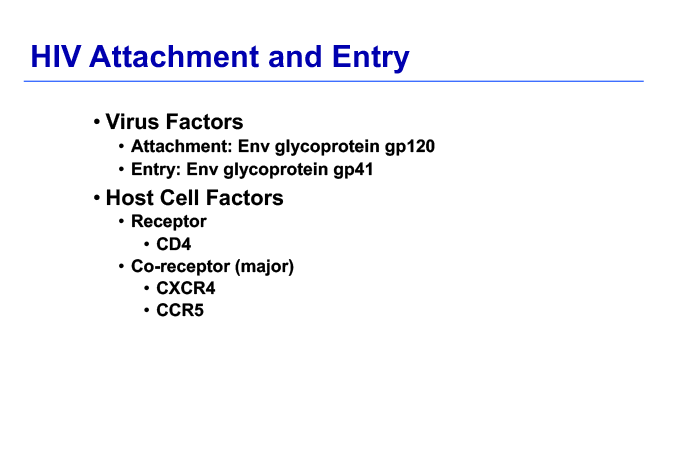 HIV Attachment and Entry
• Virus Factors
• Attachment: Env glycoprotein gp120
• Entry: Env glycoprotein gp41
• Host Cell Factors
• Receptor
• CD4
• Co-receptor (major)
• CXCR4
• CCR5